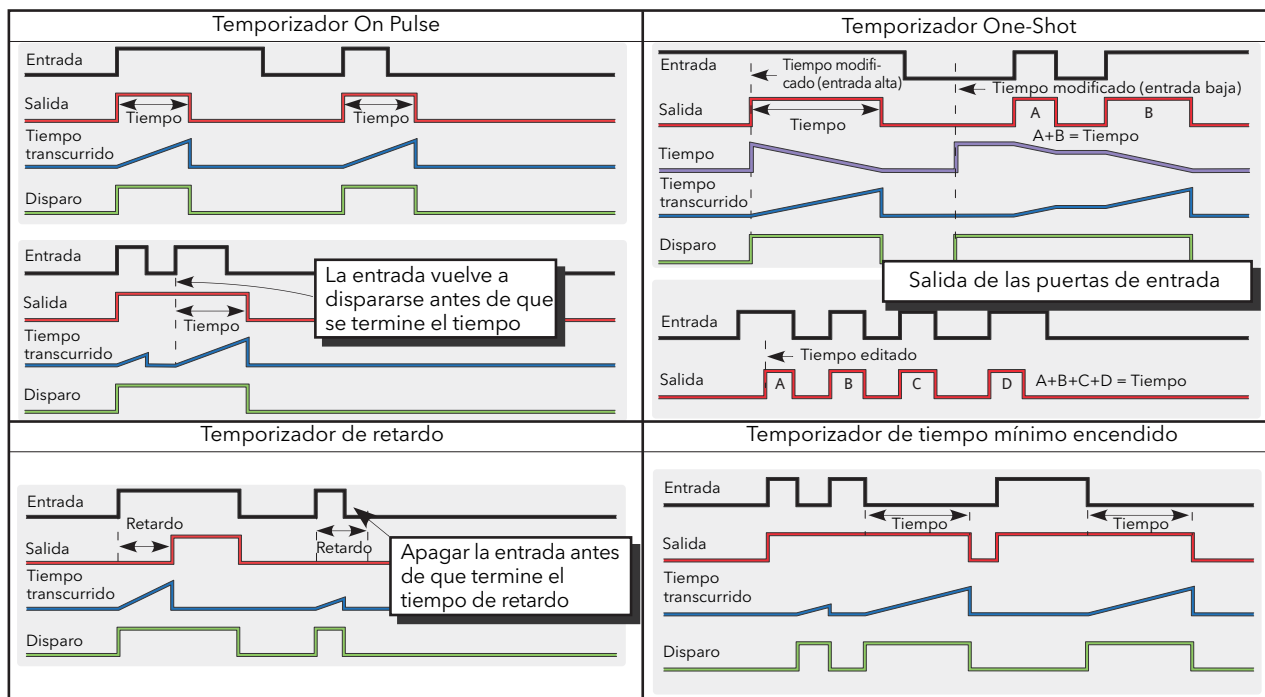 Temporizador On Pulse
Entrada
Salida
Tiempo
Tiempo
Tiempo
transcurrido
Disparo
Entrada
La entrada vuelve a
dispararse antes de que
se termine el tiempo
Salida
Tiempo
Tiempo
transcurrido
Disparo
Temporizador One-Shot
Entrada
Tiempo modifi-
cado (entrada alta)
Tiempo modificado (entrada baja)
Salida
Tiempo
A
B
A+B = Tiempo
Tiempo
Tiempo
transcurrido
Disparo
Salida de las puertas de entrada
Entrada
Tiempo editado
Salida
A
B
C
D
A+B+C+D = Tiempo
Temporizador de retardo
Entrada
Retardo
Salida
Retardo
Apagar la entrada antes
de que termine el
tiempo de retardo
Tiempo
transcurrido
Disparo
Temporizador de tiempo mínimo encendido
Entrada
Tiempo
Tiempo
Salida
Tiempo
transcurrido
Disparo